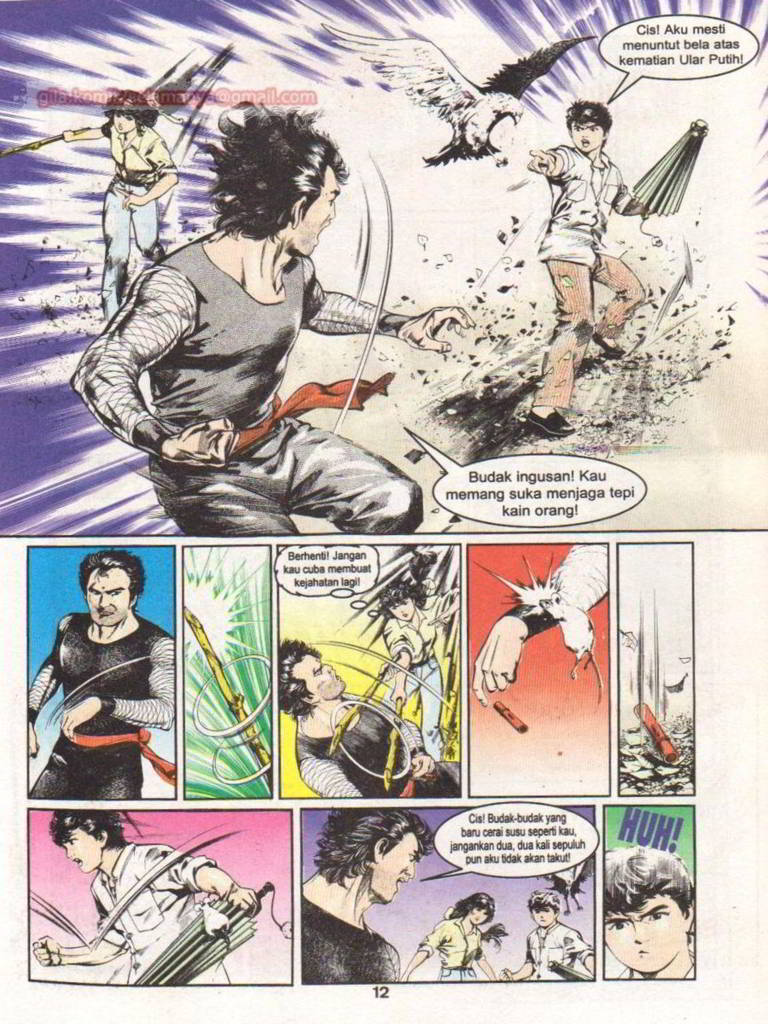 Cis! Aku mesti
menuntut bela atas
kematian Ular Putih!
Budak ingusan! Kau
memang suka menjaga tepi
kain orang!
Berhenti! Jangan
kau cuba membuat
kejahatan lagi!
Cis! Budak-budak yang
baru cerai susu seperti kau,
jangankan dua, dua kali sepuluh
pun aku tidak akan takut!
HUH!
12